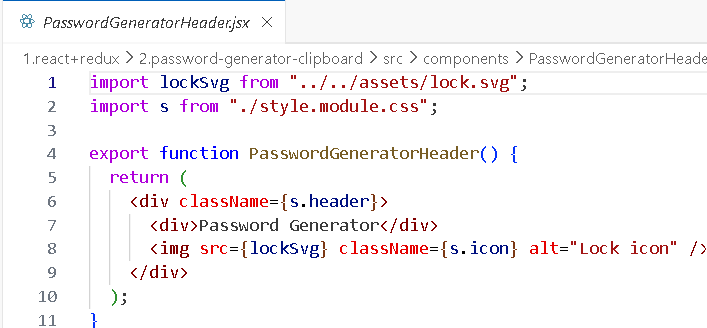 PasswordGeneratorHeader.jsx
1.react+redux > 2.password-generator-clipboard > src > components > PasswordGeneratorHeade
1 import lockSvg from "../../assets/lock.svg";
2 import s from "./style.module.css";
3
4 export function PasswordGeneratorHeader() {
5   return (
6     <div className={s.header}>
7       <div>Password Generator</div>
8       <img src={lockSvg} className={s.icon} alt="Lock icon" />
9     </div>
10   );
11 }